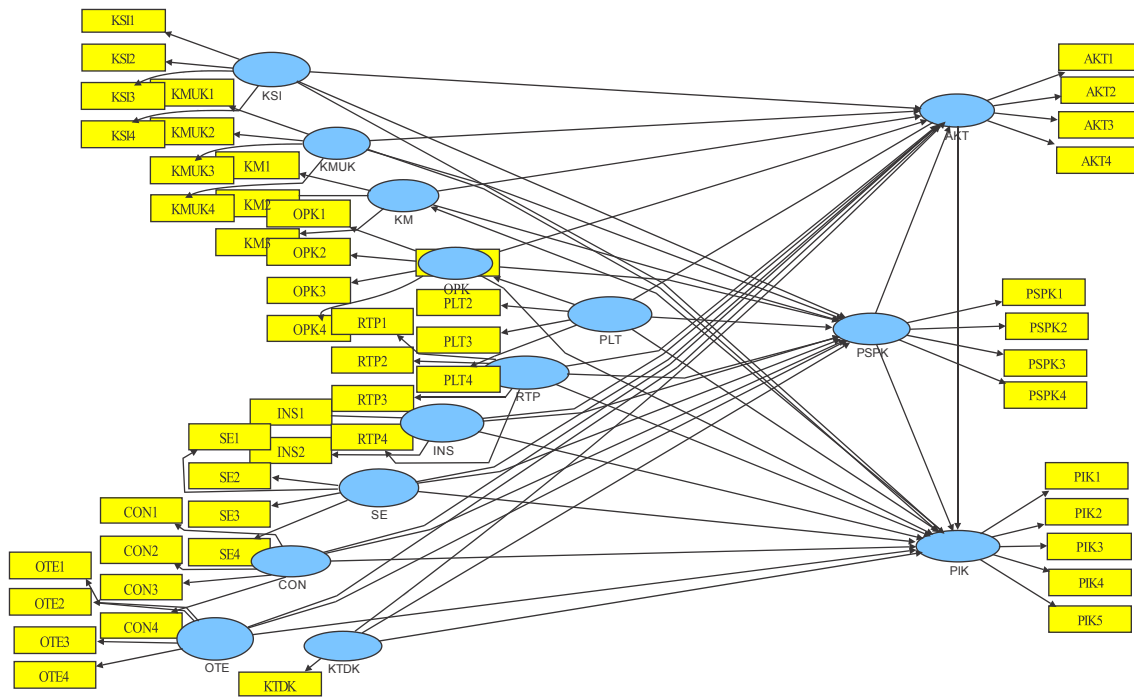 KSI1
KSI2
KSI3
KSI4
KSI
KMUK1
KMUK2
KMUK3
KMUK4
KMUK
KM1
KM2
KM3
KM
OPK1
OPK2
OPK3
OPK4
OPK
PLT2
PLT3
PLT4
PLT
RTP1
RTP2
RTP3
RTP4
RTP
INS1
INS2
INS
SE1
SE2
SE3
SE4
SE
CON1
CON2
CON3
CON4
CON
OTE1
OTE2
OTE3
OTE4
OTE
KTDK
KTDK
AKT
AKT1
AKT2
AKT3
AKT4
PSPK
PSPK1
PSPK2
PSPK3
PSPK4
PIK
PIK1
PIK2
PIK3
PIK4
PIK5